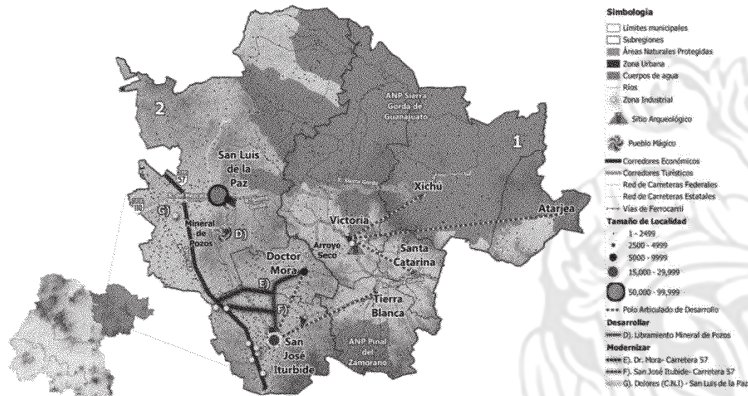 2
ANP Sierra
Gorda de
Guanajuato
1
San Luis
de la
Paz
57
G)
Mineral
de
Pozos
D)
Xichú
Atarjea
Victoria
Arroyo
Seco
Santa
Catarina
Doctor
Mora
E)
F)
Tierra
Blanca
San
José
Iturbide
ANP Pinal
del
Zamorano
Simbología
Límites municipales
Subregiones
Áreas Naturales Protegidas
Zona Urbana
Cuerpos de agua
Ríos
Zona Industrial
Sitio Arqueológico
Pueblo Mágico
Corredores Económicos
Corredores Turísticos
Red de Carreteras Federales
Red de Carreteras Estatales
Vías de Ferrocarril
Tamaño de Localidad
1 - 2499
2500 - 4999
5000 - 9999
15,000 - 29,999
50,000 - 99,999
Polo Articulado de Desarrollo
Desarrollar
D). Libramiento Mineral de Pozos
Modernizar
E). Dr. Mora- Carretera 57
F). San José Itubide- Carretera 57
G). Dolores (C.N.I) - San Luis de la Paz